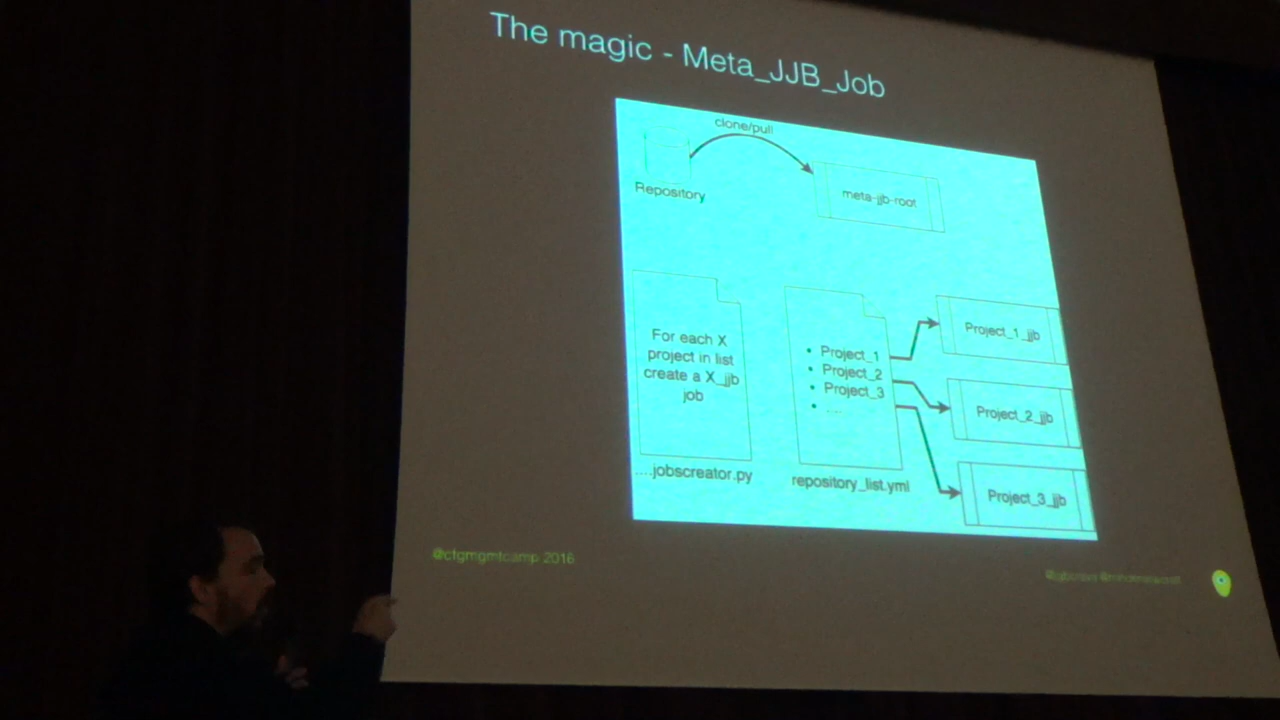 The magic - Meta_JJB_Job
clone/pull
Repository
meta-jjb-root
For each X
project in list
create a X_jjb
job
....jobscreator.py
• Project_1
• Project_2
• Project_3
• ....
repository_list.yml
Project_1_jjb
Project_2_jjb
Project_3_jjb
@cfgmgmtcamp 2016